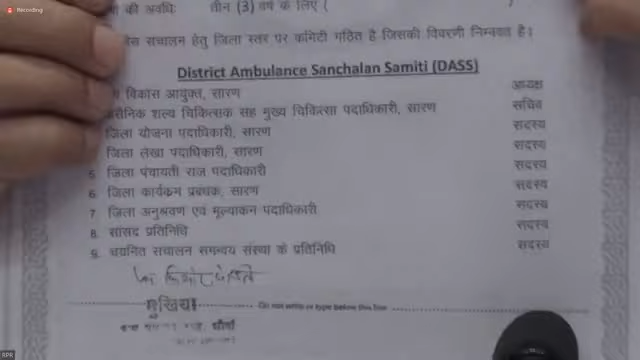 Recording
की अवधिः तीन (3) वर्ष के लिए (
संचालन हेतु जिला स्तर पर कमिटी गठित है जिसकी विवरणी निम्नवत है।
District Ambulance Sanchalan Samiti (DASS)
विकास आयुक्त, सारण अध्यक्ष
शल्य चिकित्सक सह मुख्य चिकित्सा पदाधिकारी, सारण सचिव
जिला योजना पदाधिकारी, सारण सदस्य
जिला लेखा पदाधिकारी, सारण सदस्य
5 जिला पंचायती राज पदाधिकारी सदस्य
6 जिला कार्यक्रम प्रबंधक, सारण सदस्य
7 जिला अनुश्रवण एवं मूल्यांकन पदाधिकारी सदस्य
8. सांसद प्रतिनिधि सदस्य
9. चयनित संचालन समन्वय संस्था के प्रतिनिधि सदस्य
मुखिया
Do not write or type below this line
RPR